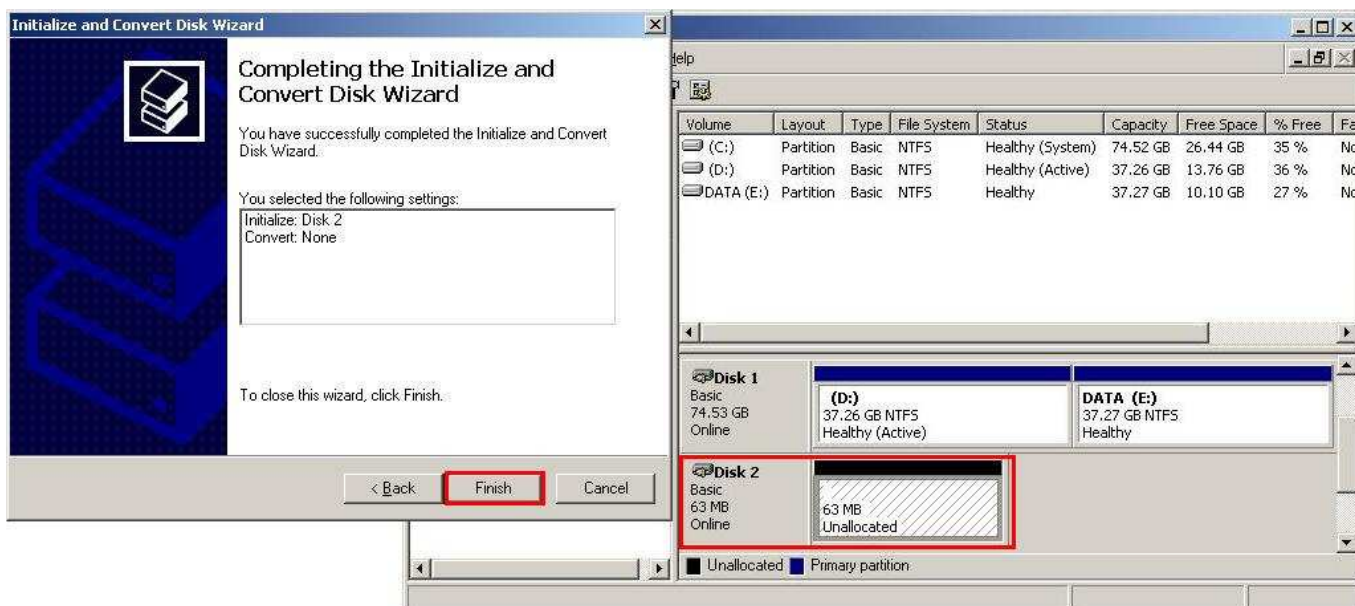 Initialize and Convert Disk Wizard
Completing the Initialize and
Convert Disk Wizard
You have successfully completed the Initialize and Convert
Disk Wizard.
You selected the following settings:
Initialize: Disk 2
Convert: None
To close this wizard, click Finish.
< Back Finish Cancel
Help
Volume Layout Type File System Status Capacity Free Space % Free Fa
(C:) Partition Basic NTFS Healthy (System) 74.52 GB 26.44 GB 35 % No
(D:) Partition Basic NTFS Healthy (Active) 37.26 GB 13.76 GB 36 % No
DATA (E:) Partition Basic NTFS Healthy 37.27 GB 10.10 GB 27 % No
Disk 1
Basic
74.53 GB
Online
(D:)
37.26 GB NTFS
Healthy (Active)
DATA (E:)
37.27 GB NTFS
Healthy
Disk 2
Basic
63 MB
Online
63 MB
Unallocated
Unallocated Primary partition